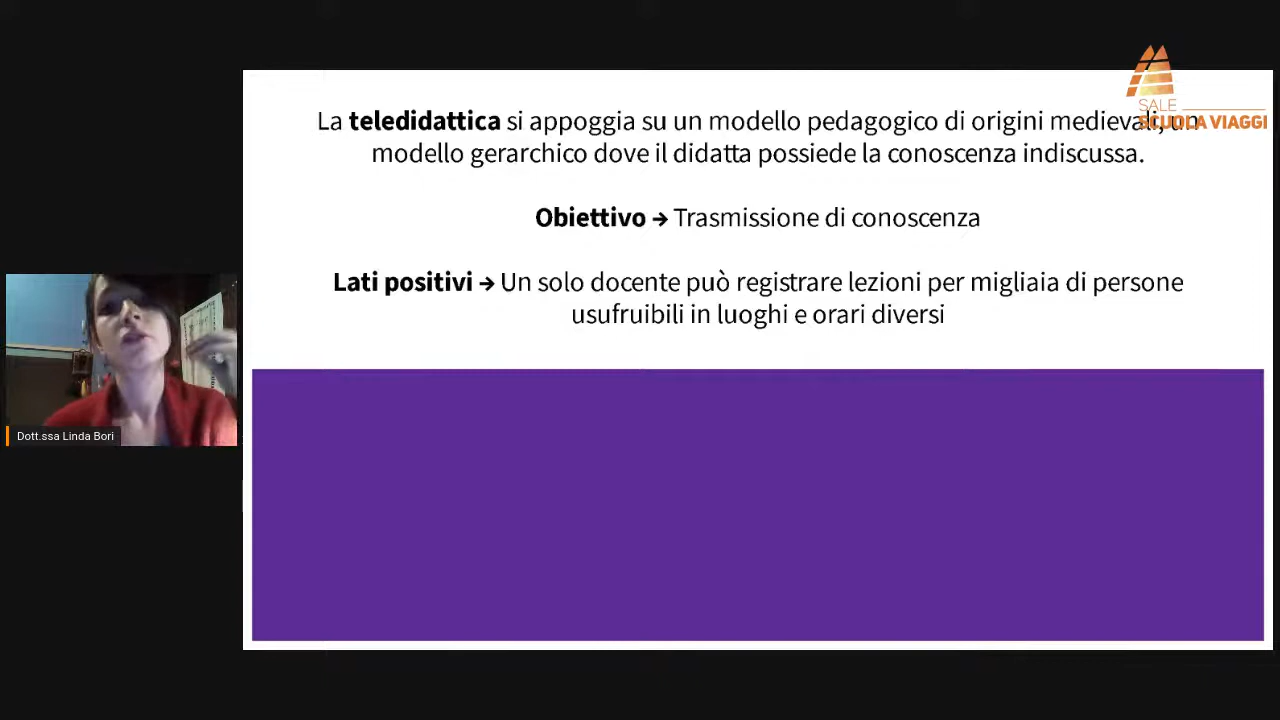 La teledidattica si appoggia su un modello pedagogico di origini medievali, un
modello gerarchico dove il didatta possiede la conoscenza indiscussa.
Obiettivo → Trasmissione di conoscenza
Lati positivi → Un solo docente può registrare lezioni per migliaia di persone
usufruibili in luoghi e orari diversi
SALE
SCUOLA VIAGGI
Dott.ssa Linda Bori